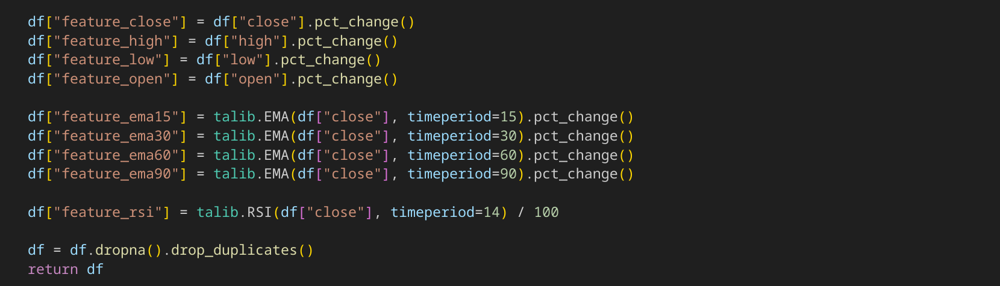 df["feature_close"] = df["close"].pct_change()
df["feature_high"] = df["high"].pct_change()
df["feature_low"] = df["low"].pct_change()
df["feature_open"] = df["open"].pct_change()
df["feature_ema15"] = talib.EMA(df["close"], timeperiod=15).pct_change()
df["feature_ema30"] = talib.EMA(df["close"], timeperiod=30).pct_change()
df["feature_ema60"] = talib.EMA(df["close"], timeperiod=60).pct_change()
df["feature_ema90"] = talib.EMA(df["close"], timeperiod=90).pct_change()
df["feature_rsi"] = talib.RSI(df["close"], timeperiod=14) / 100
df = df.dropna().drop_duplicates()
return df